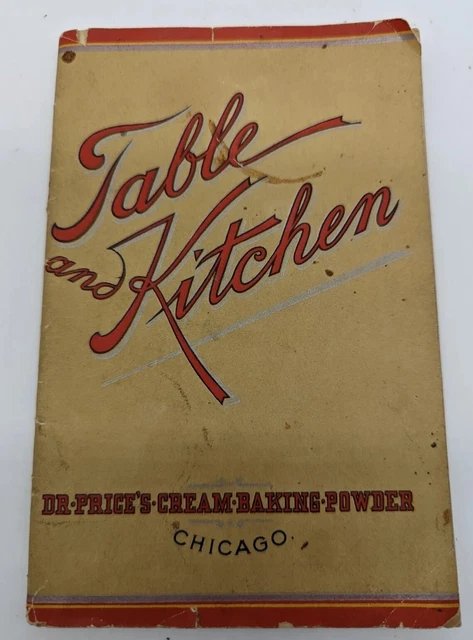 Table
and Kitchen
DR·PRICE'S·CREAM·BAKING·POWDER
CHICAGO.